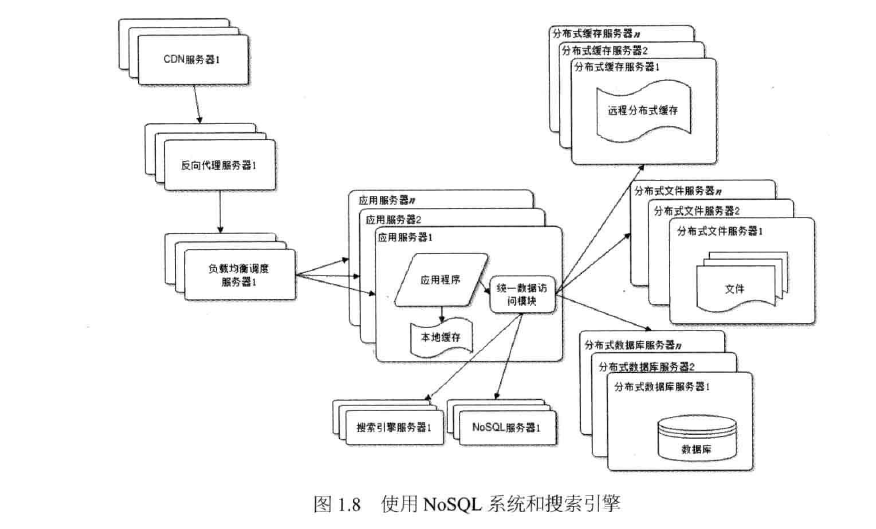 CDN服务器1
反向代理服务器1
负载均衡调度
服务器1
应用服务器n
应用服务器2
应用服务器1
应用程序
统一数据访
问模块
本地缓存
搜索引擎服务器1
NoSQL服务器1
分布式缓存服务器n
分布式缓存服务器2
分布式缓存服务器1
远程分布式缓存
分布式文件服务器n
分布式文件服务器2
分布式文件服务器1
文件
分布式数据库服务器n
分布式数据库服务器2
分布式数据库服务器1
数据库
图 1.8 使用 NoSQL 系统和搜索引擎